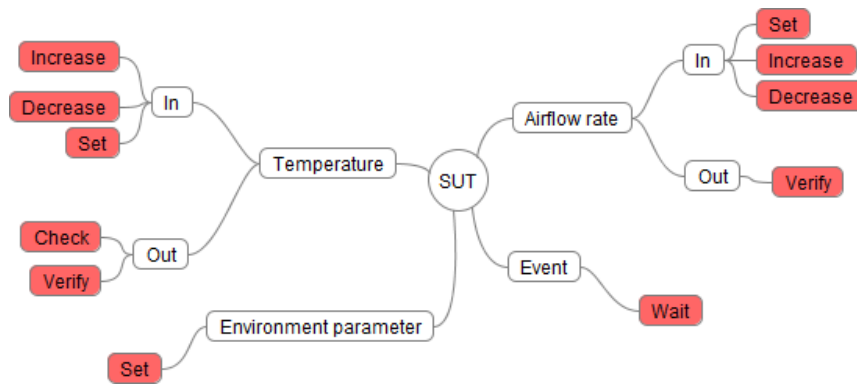 Increase
Decrease
Set
In
Temperature
Check
Verify
Out
Environment parameter
Set
SUT
Airflow rate
In
Set
Increase
Decrease
Out
Verify
Event
Wait